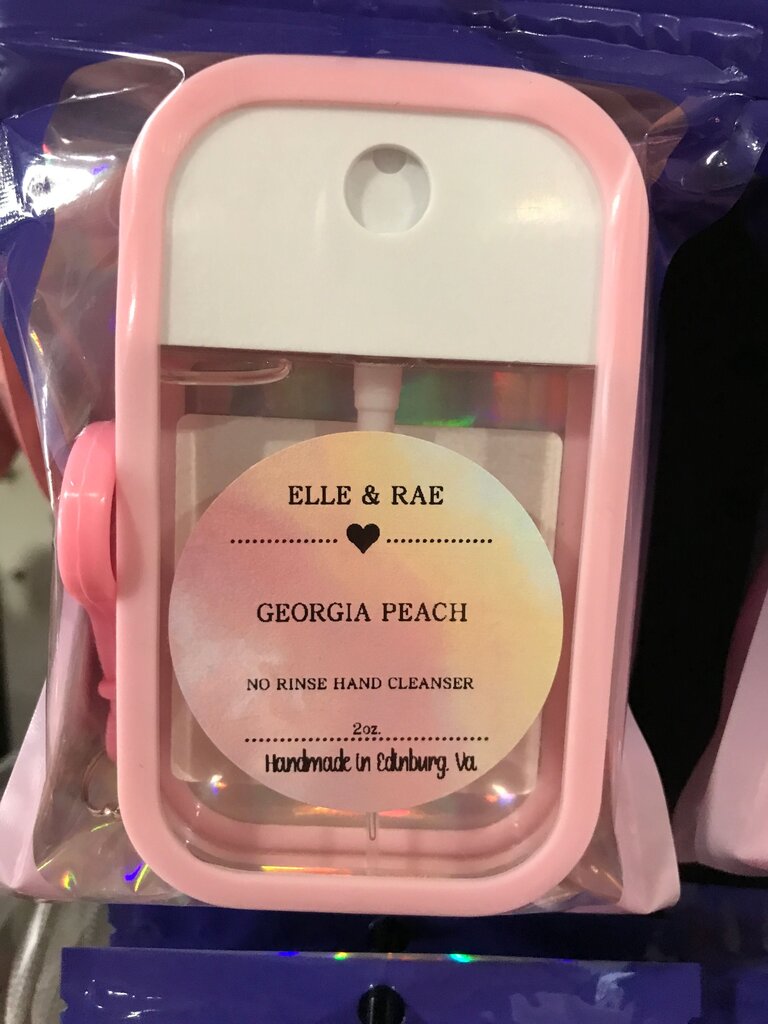 ELLE & RAE
GEORGIA PEACH
NO RINSE HAND CLEANSER
2oz.
Handmade in Edinburg, Va